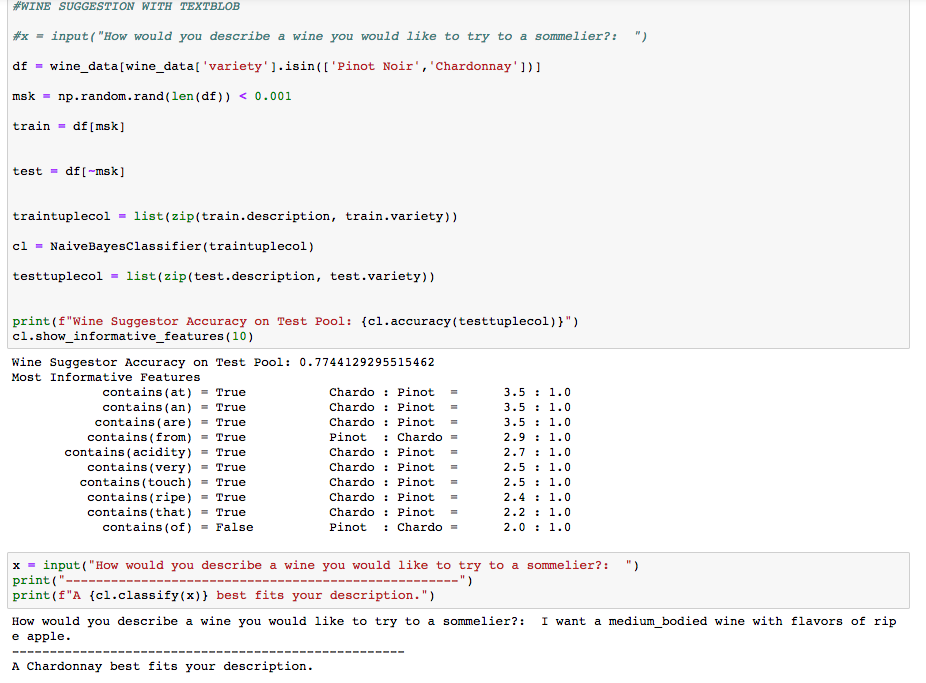 #WINE SUGGESTION WITH TEXTBLOB
#x = input("How would you describe a wine you would like to try to a sommelier?:  ")
df = wine_data[wine_data['variety'].isin(['Pinot Noir','Chardonnay'])]
msk = np.random.rand(len(df)) < 0.001
train = df[msk]
test = df[~msk]
traintuplecol = list(zip(train.description, train.variety))
cl = NaiveBayesClassifier(traintuplecol)
testtuplecol = list(zip(test.description, test.variety))
print(f"Wine Suggestor Accuracy on Test Pool: {cl.accuracy(testtuplecol)}")
cl.show_informative_features(10)
Wine Suggestor Accuracy on Test Pool: 0.7744129295515462
Most Informative Features
contains(at) = True Chardo : Pinot = 3.5 : 1.0
contains(an) = True Chardo : Pinot = 3.5 : 1.0
contains(are) = True Chardo : Pinot = 3.5 : 1.0
contains(from) = True Pinot : Chardo = 2.9 : 1.0
contains(acidity) = True Chardo : Pinot = 2.7 : 1.0
contains(very) = True Chardo : Pinot = 2.5 : 1.0
contains(touch) = True Chardo : Pinot = 2.5 : 1.0
contains(ripe) = True Chardo : Pinot = 2.4 : 1.0
contains(that) = True Chardo : Pinot = 2.2 : 1.0
contains(of) = False Pinot : Chardo = 2.0 : 1.0
x = input("How would you describe a wine you would like to try to a sommelier?:  ")
print("----------------------------------------------------")
print(f"A {cl.classify(x)} best fits your description.")
How would you describe a wine you would like to try to a sommelier?:  I want a medium_bodied wine with flavors of rip
e apple.
----------------------------------------------------
A Chardonnay best fits your description.